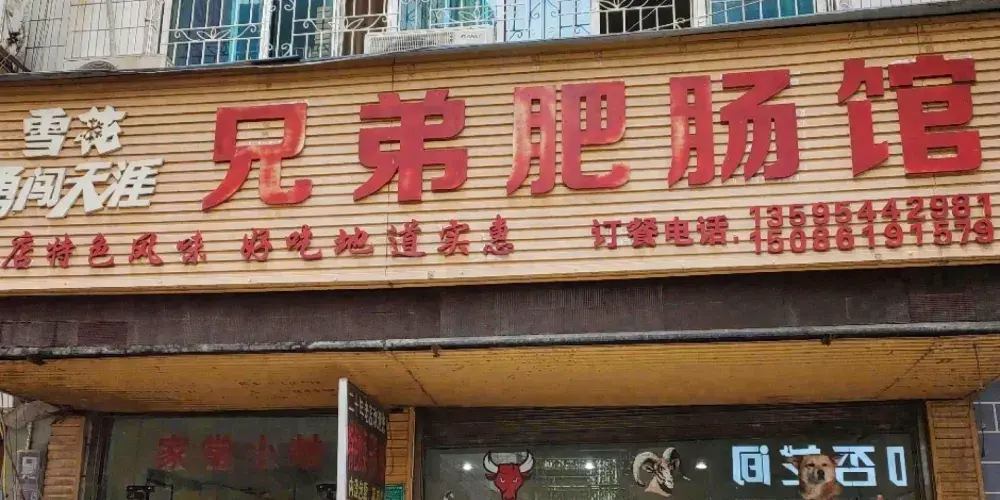 雪花
勇闯天涯
兄弟肥肠馆
店特色风味 好吃地道实惠
订餐电话.
13595442981
15086191579
家常小炒